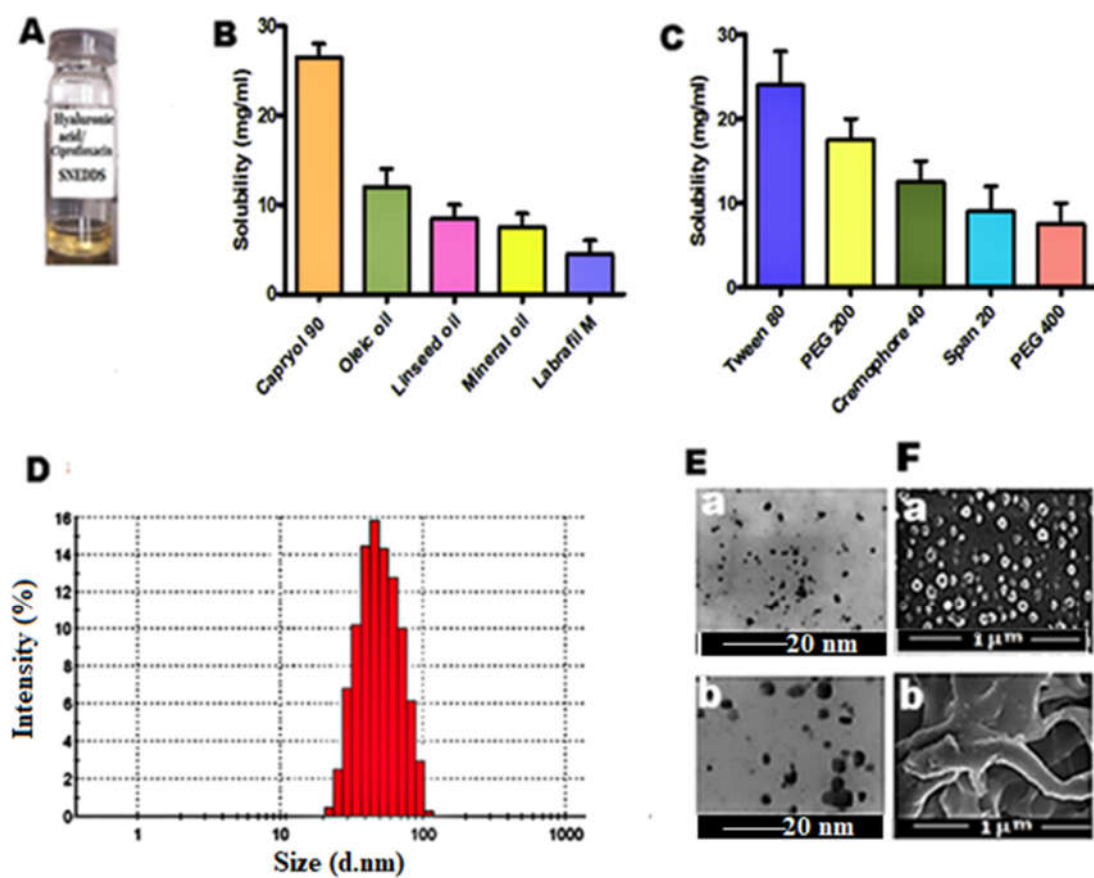 A
Hyaluronic
acid/
Ciprofloxacin
SNEDDS
B
Solubility (mg/ml)
30
20
10
0
Capryol 90
Oleic oil
Linseed oil
Mineral oil
Labrafil M
C
Solubility (mg/ml)
30
20
10
0
Tween 80
PEG 200
Cremophore 40
Span 20
PEG 400
D
Intensity (%)
16
14
12
10
8
6
4
2
0
1
10
100
1000
Size (d.nm)
E
a
20 nm
b
20 nm
F
a
1 µm
b
1 µm